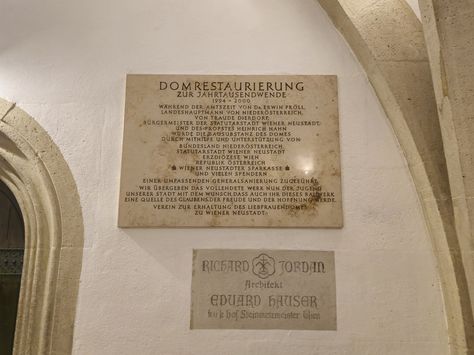 DOMRESTAURIERUNG
ZUR JAHRTAUSENDWENDE
1994 - 2000
WÄHREND DER AMTSZEIT VON DR. ERWIN PRÖLL,
LANDESHAUPTMANN VON NIEDERÖSTERREICH,
VON TRAUDE DIERDORF,
BÜRGERMEISTER DER STATUTARSTADT WIENER NEUSTADT,
UND DES PROPSTES HEINRICH HAHN
WURDE DIE BAUSUBSTANZ DES DOMES
DURCH MITHILFE UND UNTERSTÜTZUNG VON
BUNDESLAND NIEDERÖSTERREICH,
STATUTARSTADT WIENER NEUSTADT
ERZDIÖZESE WIEN
REPUBLIK ÖSTERREICH
WIENER NEUSTÄDTER SPARKASSE
UND VIELEN SPENDERN
EINER UMFASSENDEN GENERALSANIERUNG ZUGEFÜHRT.
WIR ÜBERGEBEN DAS VOLLENDETE WERK NUN DER JUGEND
UNSERER STADT MIT DEM WUNSCH, DASS AUCH IHR DIESES BAUWERK
EINE QUELLE DES GLAUBENS, DER FREUDE UND DER HOFFNUNG WERDE.
VEREIN ZUR ERHALTUNG DES LIEBFRAUENDOMES
ZU WIENER NEUSTADT.
RICHARD JORDAN
Architekt
EDUARD HAUSER
k u k Hof Steinmetzmeister Wien